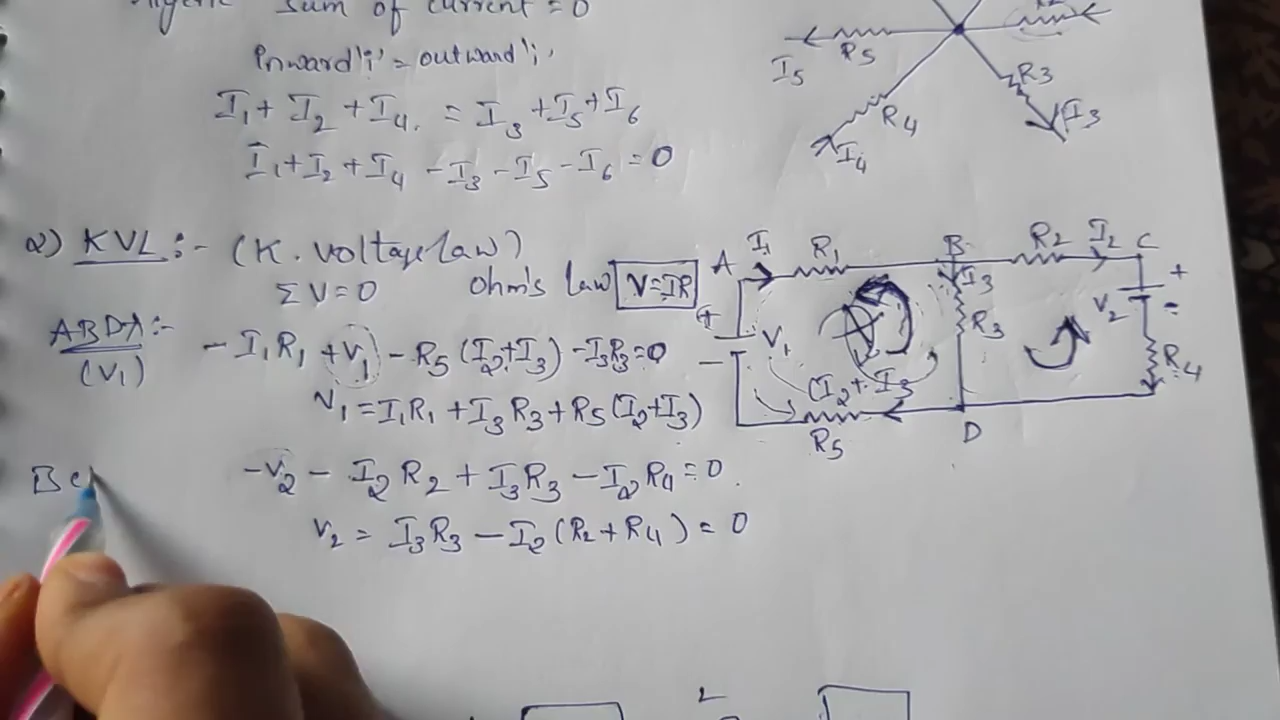 sum of current = 0
Inward 'i' = outward 'i'
I₁ + I₂ + I₄ = I₃ + I₅ + I₆
I₁ + I₂ + I₄ - I₃ - I₅ - I₆ = 0
R₅
I₅
R₄
I₄
R₃
I₃
2) KVL :- (K. voltage law)
Σ V = 0
ohm's law V = IR
ABDA :-
(V₁)
- I₁R₁ + V₁ - R₅ (I₂ + I₃) - I₃R₃ = 0
V₁ = I₁R₁ + I₃R₃ + R₅ (I₂ + I₃)
-V₂ - I₂R₂ + I₃R₃ - I₂R₄ = 0
V₂ = I₃R₃ - I₂ (R₂ + R₄) = 0
A
I₁
R₁
B
R₂
I₂
C
+
-
V₁
I₃
R₃
V₂
+
R₄
(I₂ + I₃
R₅
D